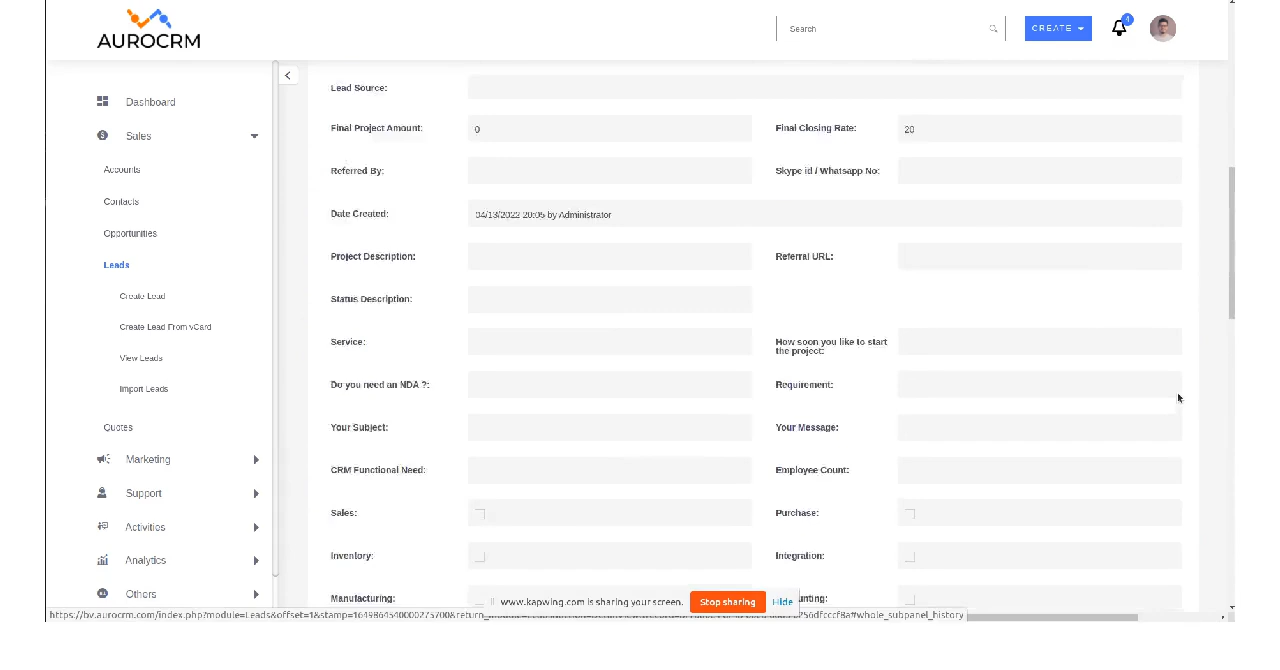 AUROCRM
Search
CREATE
4
Lead Source:
Dashboard
Final Project Amount:
0
Final Closing Rate:
20
Sales
Accounts
Referred By:
Skype id / Whatsapp No:
Contacts
Date Created:
04/13/2022 20:05 by Administrator
Opportunities
Project Description:
Referral URL:
Leads
Create Lead
Status Description:
Create Lead From vCard
Service:
How soon you like to start
the project:
View Leads
Do you need an NDA ?:
Requirement:
Import Leads
Quotes
Your Subject:
Your Message:
Marketing
CRM Functional Need:
Employee Count:
Support
Sales:
Purchase:
Activities
Inventory:
Integration:
Analytics
Others
Manufacturing:
www.kapwing.com is sharing your screen.
Stop sharing
Hide